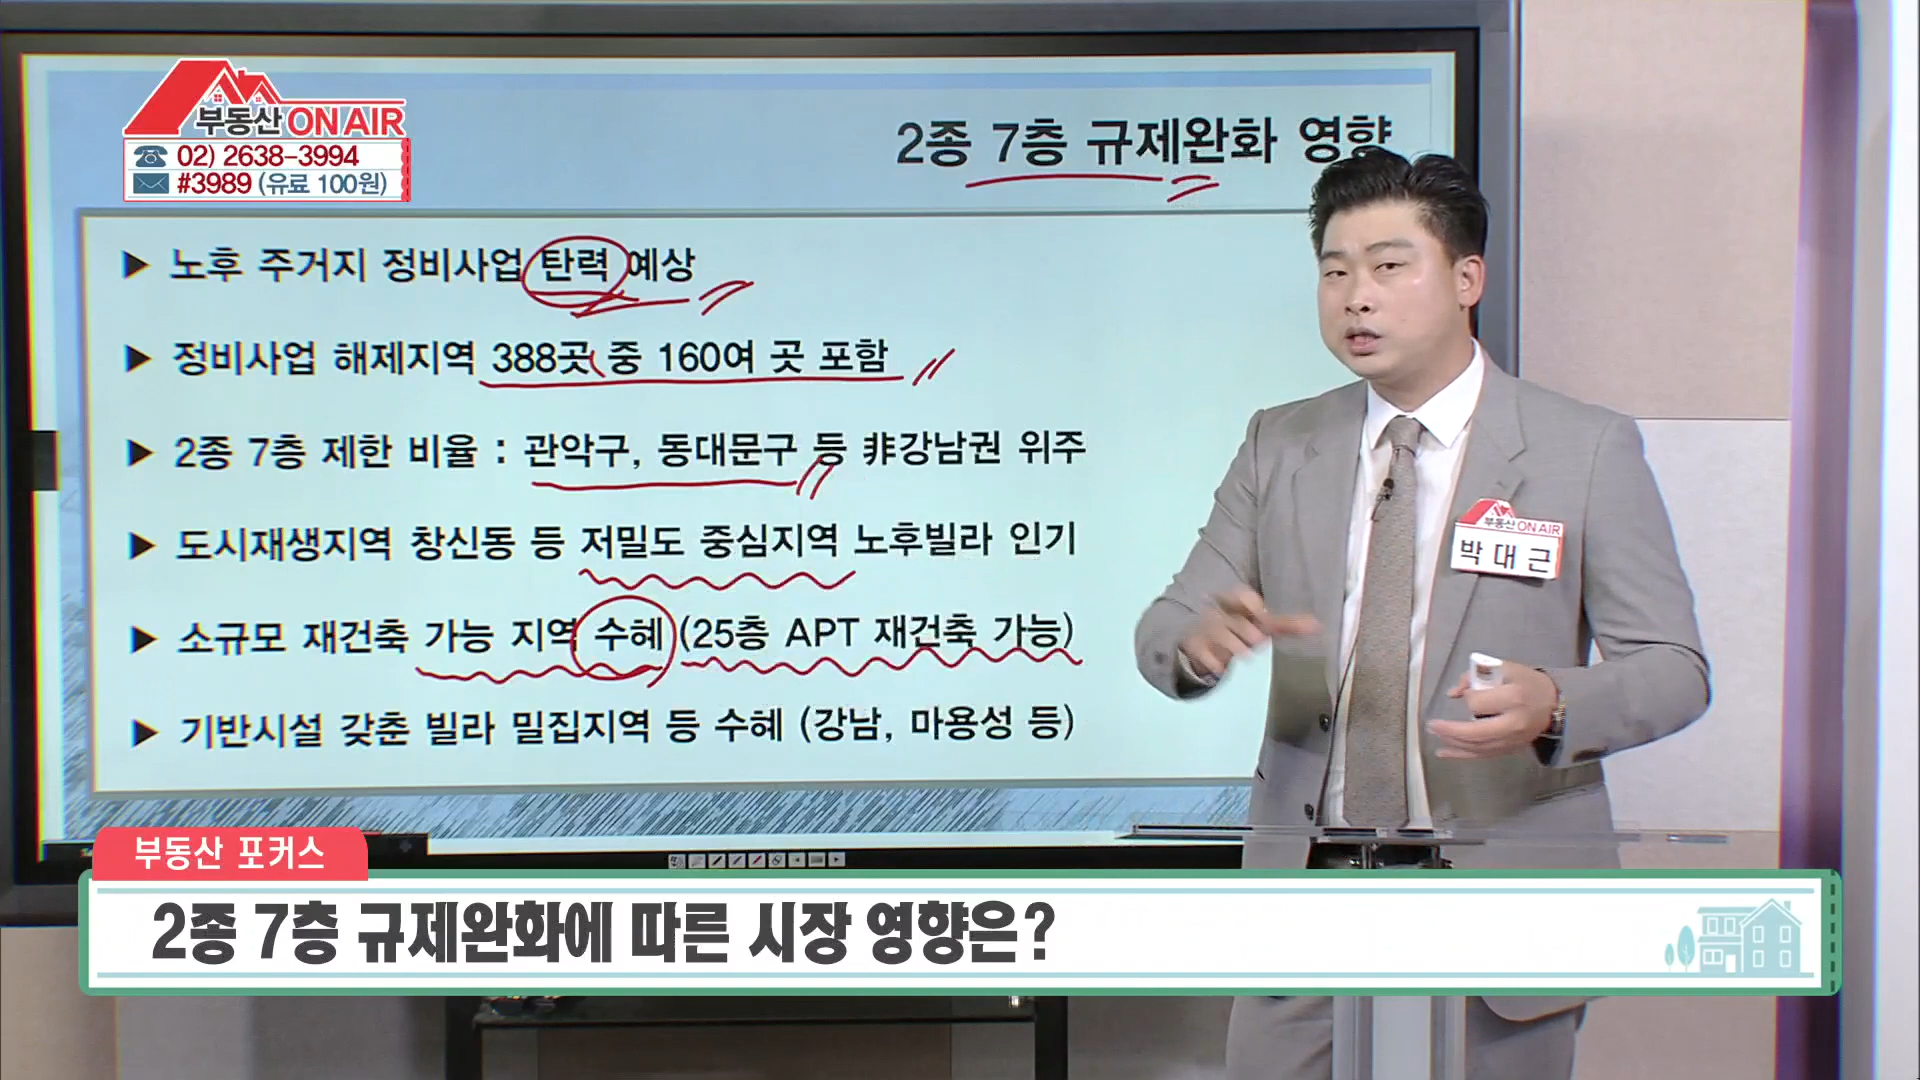 부동산 ON AIR
02) 2638-3994
#3989 (유료 100원)
2종 7층 규제완화 영향
▶ 노후 주거지 정비사업 탄력 예상
▶ 정비사업 해제지역 388곳 중 160여 곳 포함
▶ 2종 7층 제한 비율 : 관악구, 동대문구 등 非강남권 위주
▶ 도시재생지역 창신동 등 저밀도 중심지역 노후빌라 인기
▶ 소규모 재건축 가능 지역 수혜 (25층 APT 재건축 가능)
▶ 기반시설 갖춘 빌라 밀집지역 등 수혜 (강남, 마용성 등)
부동산 ON AIR
박대근
부동산 포커스
2종 7층 규제완화에 따른 시장 영향은?